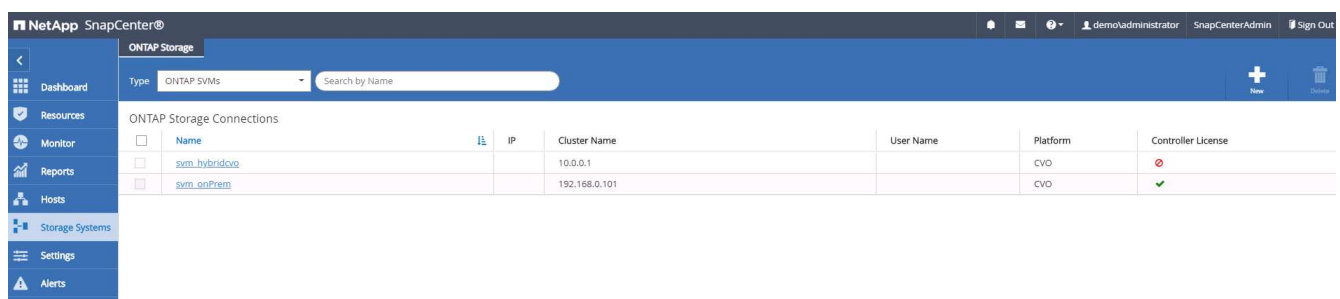 NetApp SnapCenter®
demo\administrator SnapCenterAdmin Sign Out
ONTAP Storage
Type ONTAP SVMs Search by Name
New Delete
Dashboard
Resources
Monitor
Reports
Hosts
Storage Systems
Settings
Alerts
ONTAP Storage Connections
Name IP Cluster Name User Name Platform Controller License
svm_hybridcvo 10.0.0.1 CVO
svm_onPrem 192.168.0.101 CVO